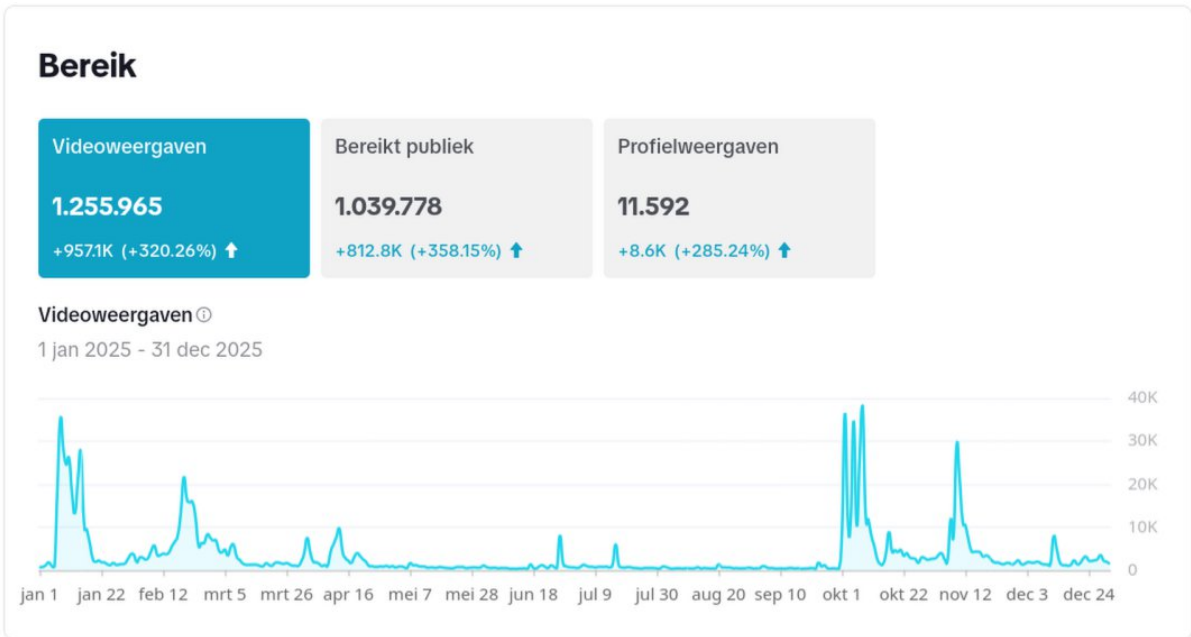 Bereik
Videoweergaven
1.255.965
+957.1K (+320.26%)
Bereikt publiek
1.039.778
+812.8K (+358.15%)
Profielweergaven
11.592
+8.6K (+285.24%)
Videoweergaven
1 jan 2025 - 31 dec 2025
40K
30K
20K
10K
0
jan 1 jan 22 feb 12 mrt 5 mrt 26 apr 16 mei 7 mei 28 jun 18 jul 9 jul 30 aug 20 sep 10 okt 1 okt 22 nov 12 dec 3 dec 24